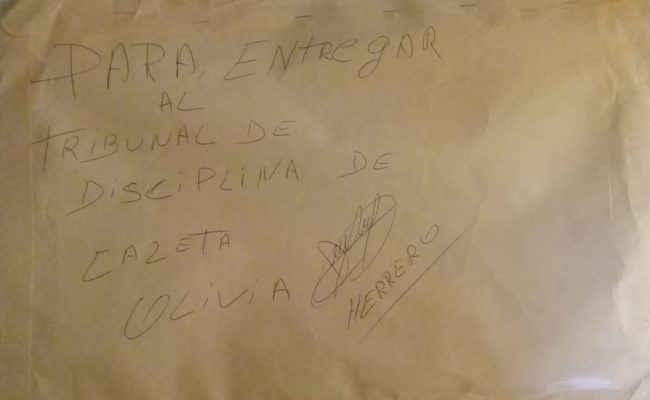 PARA, ENTREGAR
AL
TRIBUNAL DE
DISCIPLINA DE
CAZETA
OLIVIA
HERRERO